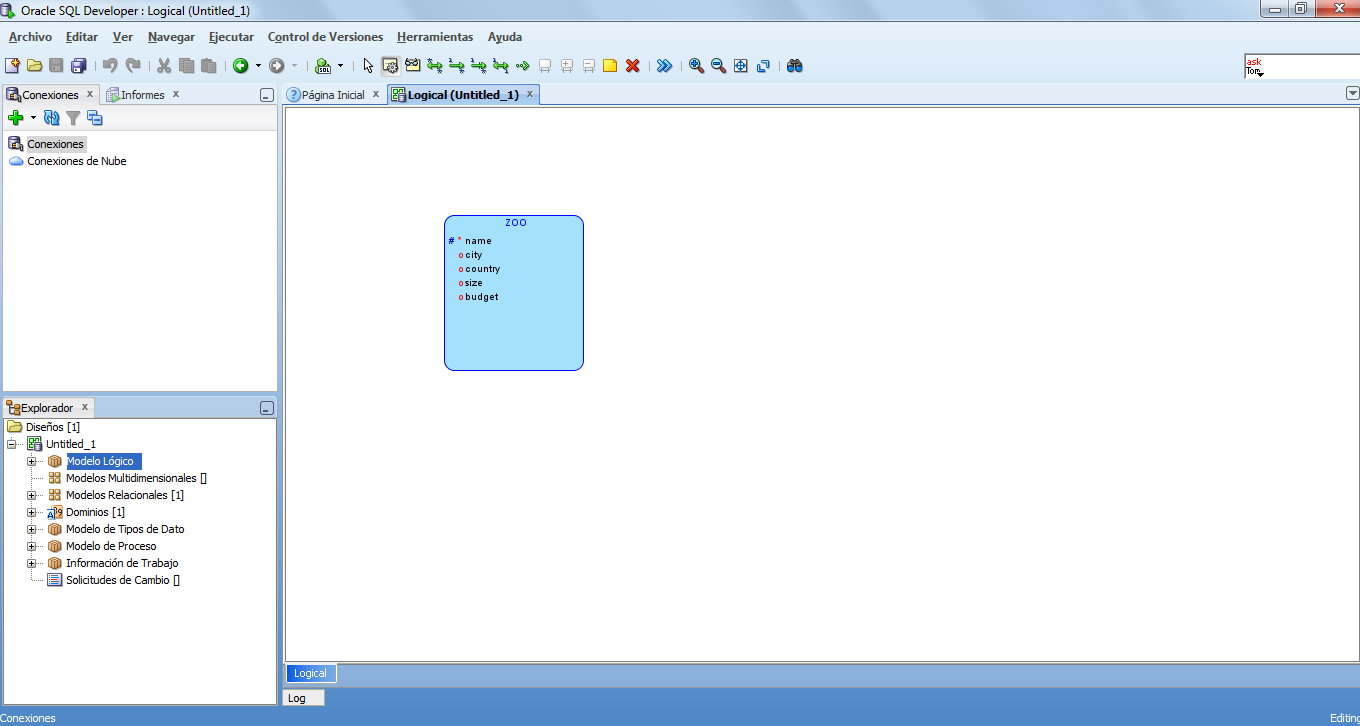 Oracle SQL Developer : Logical (Untitled_1)
Archivo Editar Ver Navegar Ejecutar Control de Versiones Herramientas Ayuda
SQL
ask
Tom
Conexiones x Informes x
Página Inicial x Logical (Untitled_1) x
Conexiones
Conexiones de Nube
ZOO
# * name
o city
o country
o size
o budget
Explorador x
Diseños [1]
Untitled_1
Modelo Lógico
Modelos Multidimensionales []
Modelos Relacionales [1]
Dominios [1]
Modelo de Tipos de Dato
Modelo de Proceso
Información de Trabajo
Solicitudes de Cambio []
Logical
Log
Conexiones
Editing